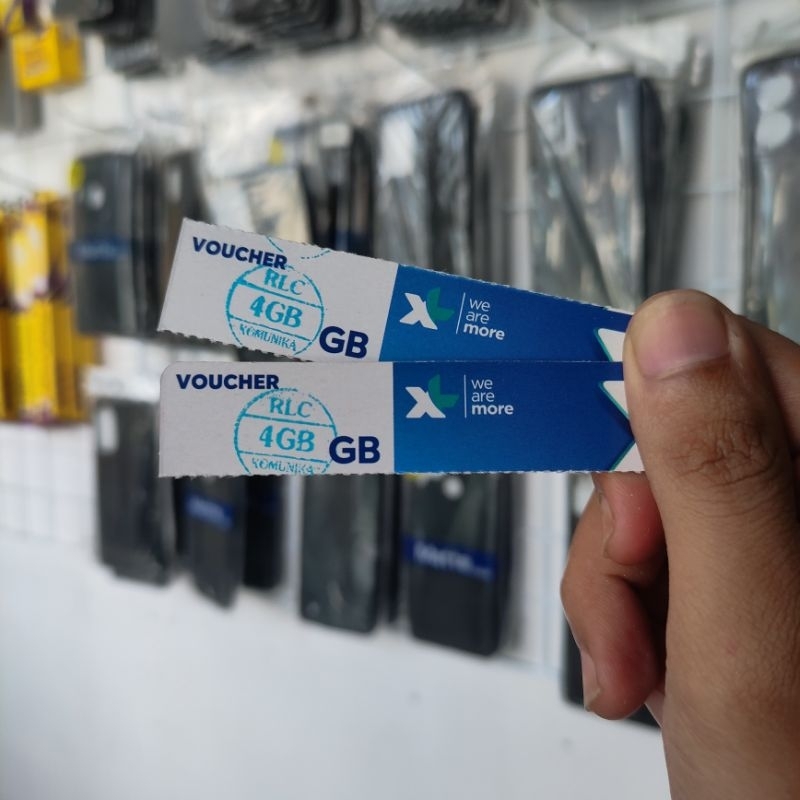 VOUCHER
RLC
4GB
KOMUNIKA
GB
XL
we
are
more
VOUCHER
RLC
4GB
KOMUNIKA
GB
XL
we
are
more